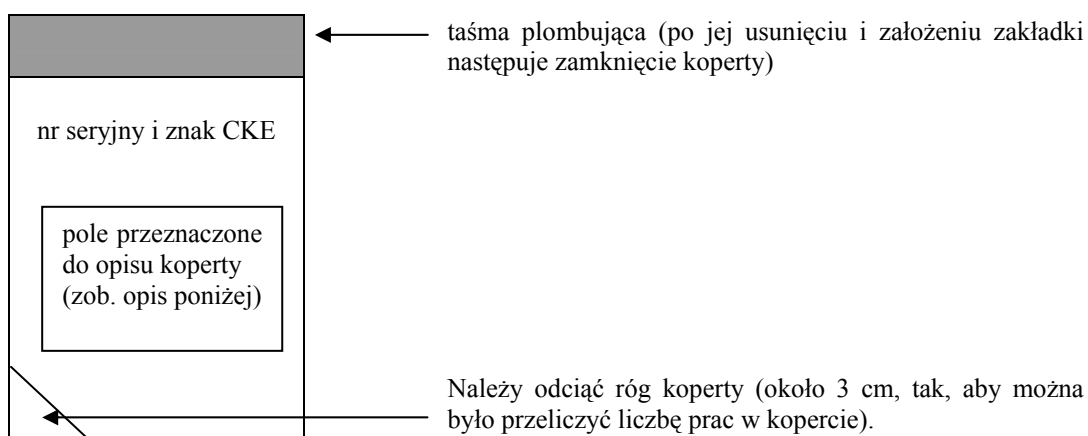 taśma plombująca (po jej usunięciu i założeniu zakładki
następuje zamknięcie koperty)
nr seryjny i znak CKE
pole przeznaczone
do opisu koperty
(zob. opis poniżej)
Należy odciąć róg koperty (około 3 cm, tak, aby można
było przeliczyć liczbę prac w kopercie).